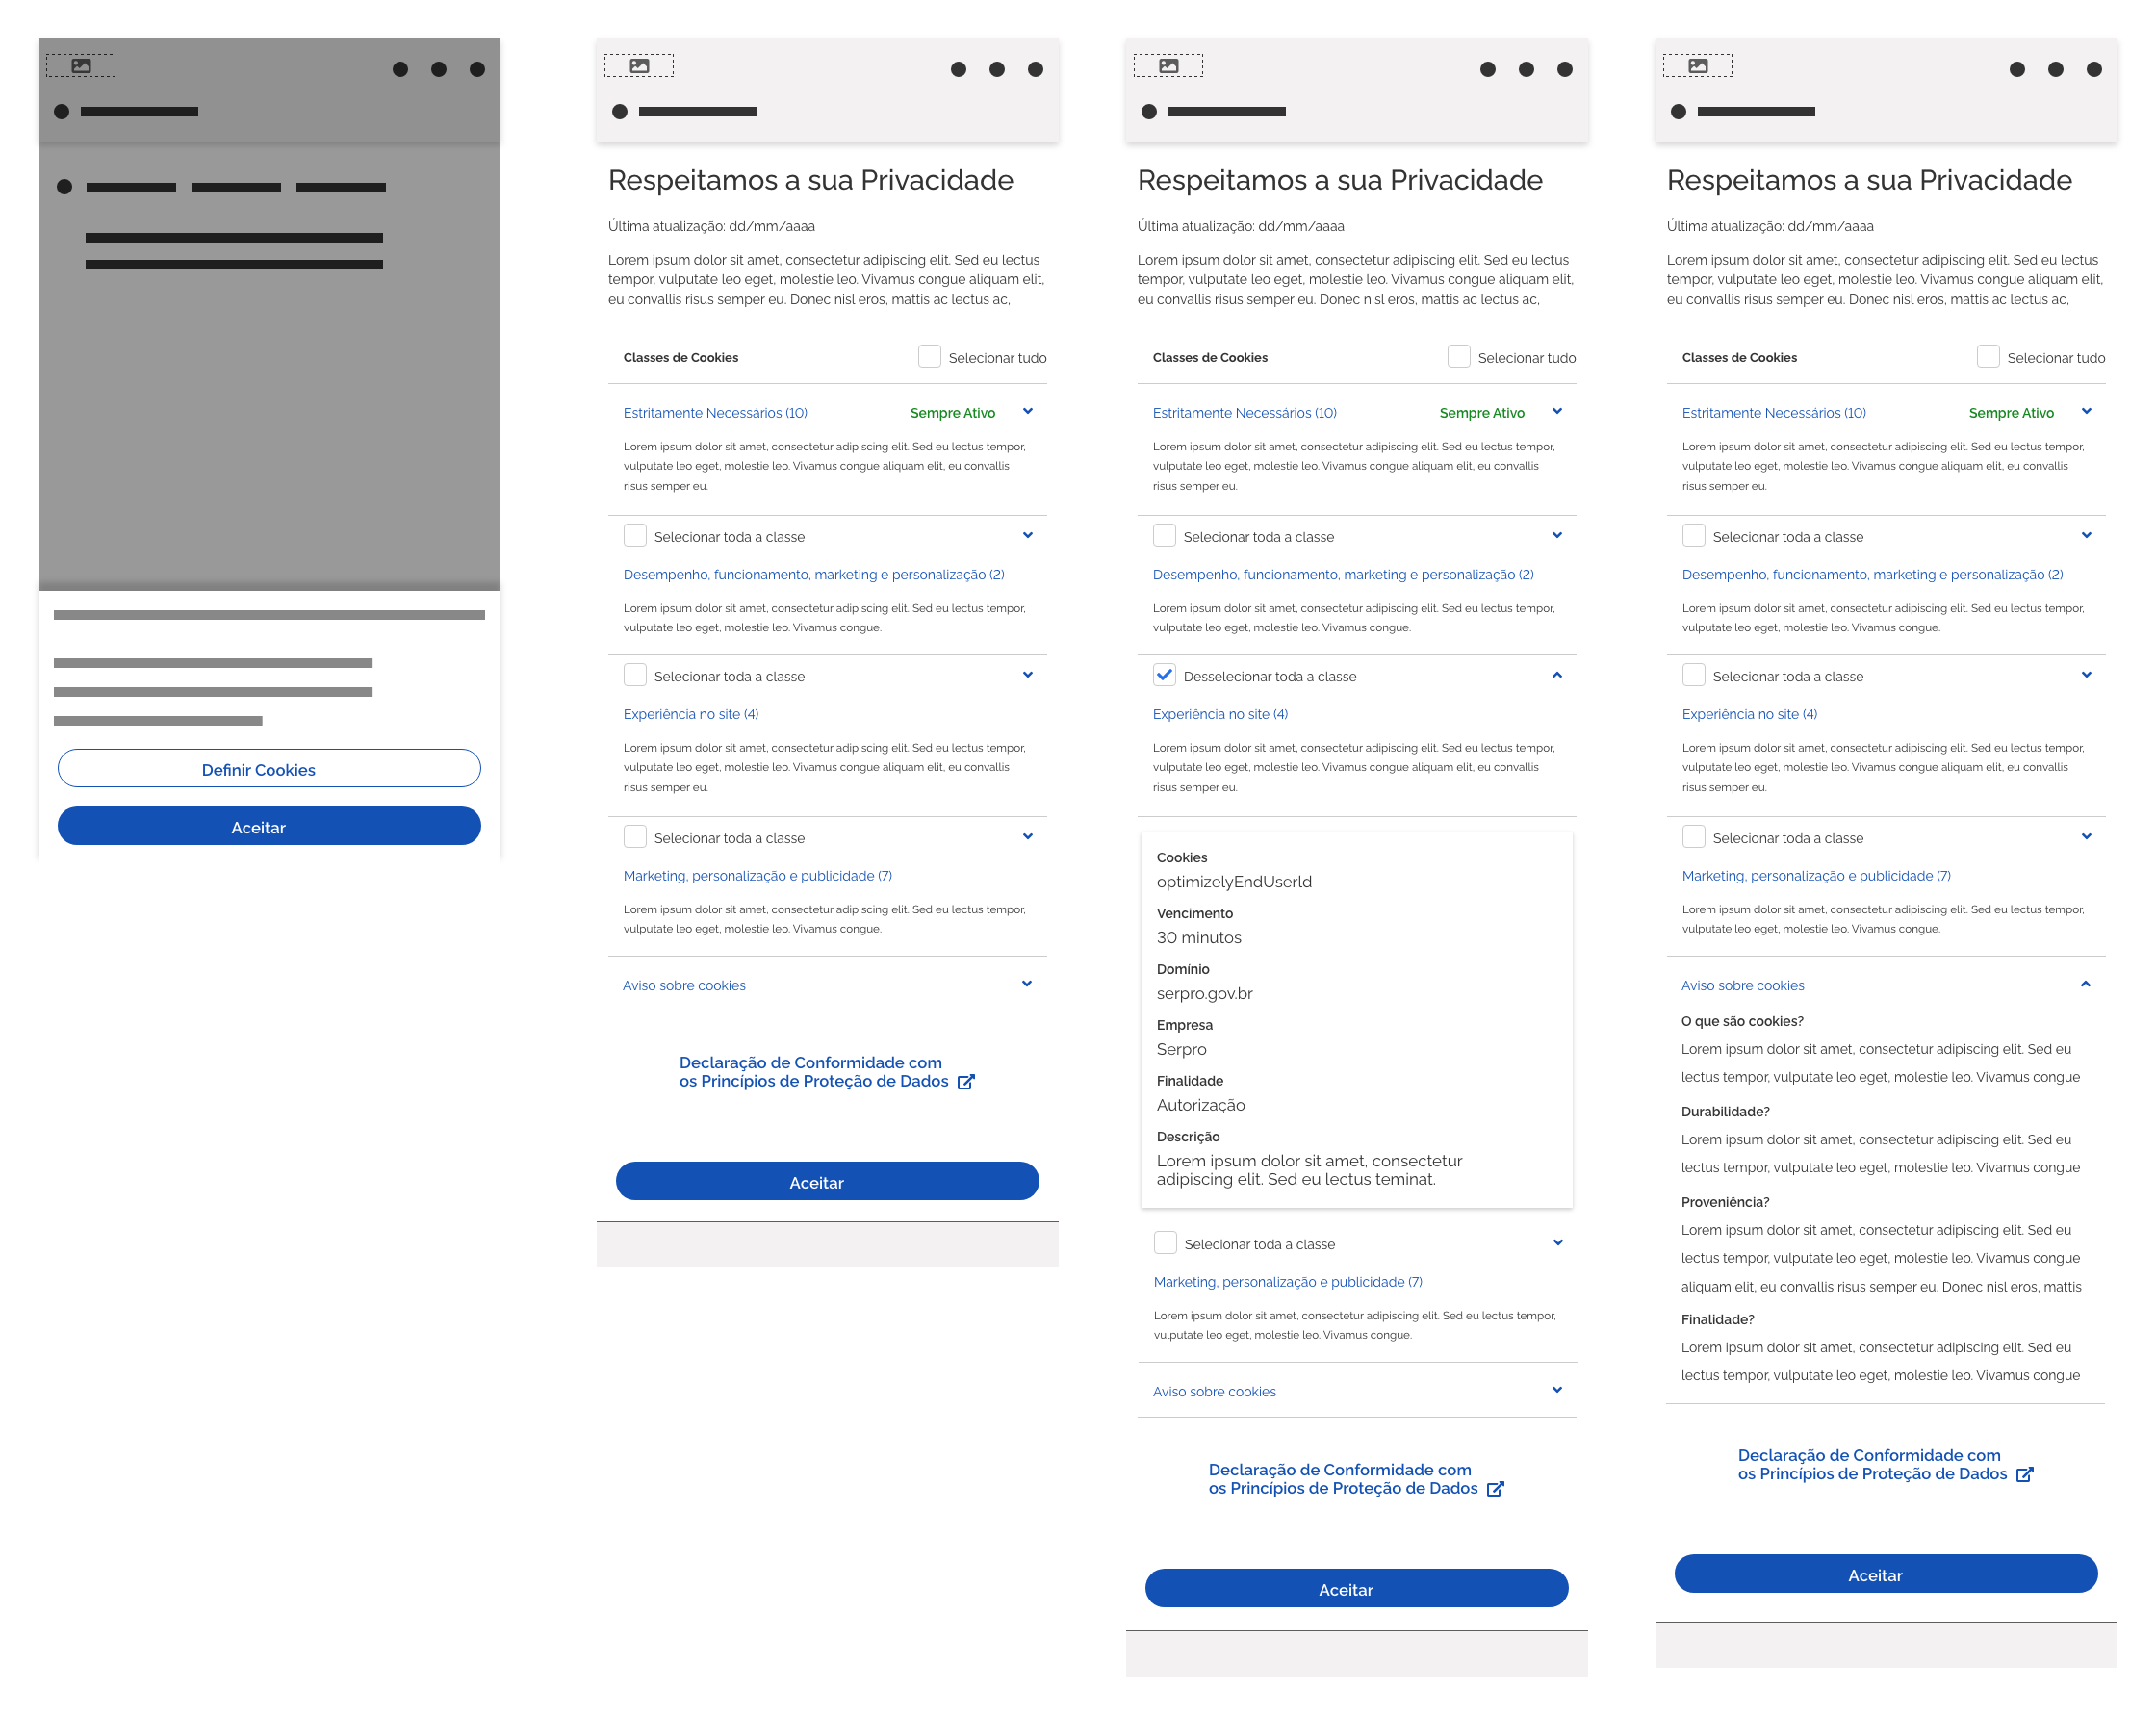 Definir Cookies
Aceitar
Respeitamos a sua Privacidade
Última atualização: dd/mm/aaaa
Lorem ipsum dolor sit amet, consectetur adipiscing elit. Sed eu lectus
tempor, vulputate leo eget, molestie leo. Vivamus congue aliquam elit,
eu convallis risus semper eu. Donec nisl eros, mattis ac lectus ac,
Classes de Cookies
Selecionar tudo
Estritamente Necessários (10)
Sempre Ativo
Lorem ipsum dolor sit amet, consectetur adipiscing elit. Sed eu lectus tempor,
vulputate leo eget, molestie leo. Vivamus congue aliquam elit, eu convallis
risus semper eu.
Selecionar toda a classe
Desempenho, funcionamento, marketing e personalização (2)
Lorem ipsum dolor sit amet, consectetur adipiscing elit. Sed eu lectus tempor,
vulputate leo eget, molestie leo. Vivamus congue.
Selecionar toda a classe
Experiência no site (4)
Lorem ipsum dolor sit amet, consectetur adipiscing elit. Sed eu lectus tempor,
vulputate leo eget, molestie leo. Vivamus congue aliquam elit, eu convallis
risus semper eu.
Selecionar toda a classe
Marketing, personalização e publicidade (7)
Lorem ipsum dolor sit amet, consectetur adipiscing elit. Sed eu lectus tempor,
vulputate leo eget, molestie leo. Vivamus congue.
Aviso sobre cookies
Declaração de Conformidade com
os Princípios de Proteção de Dados
Aceitar
Respeitamos a sua Privacidade
Última atualização: dd/mm/aaaa
Lorem ipsum dolor sit amet, consectetur adipiscing elit. Sed eu lectus
tempor, vulputate leo eget, molestie leo. Vivamus congue aliquam elit,
eu convallis risus semper eu. Donec nisl eros, mattis ac lectus ac,
Classes de Cookies
Selecionar tudo
Estritamente Necessários (10)
Sempre Ativo
Lorem ipsum dolor sit amet, consectetur adipiscing elit. Sed eu lectus tempor,
vulputate leo eget, molestie leo. Vivamus congue aliquam elit, eu convallis
risus semper eu.
Selecionar toda a classe
Desempenho, funcionamento, marketing e personalização (2)
Lorem ipsum dolor sit amet, consectetur adipiscing elit. Sed eu lectus tempor,
vulputate leo eget, molestie leo. Vivamus congue.
Desselecionar toda a classe
Experiência no site (4)
Lorem ipsum dolor sit amet, consectetur adipiscing elit. Sed eu lectus tempor,
vulputate leo eget, molestie leo. Vivamus congue aliquam elit, eu convallis
risus semper eu.
Cookies
optimizelyEndUserId
Vencimento
30 minutos
Domínio
serpro.gov.br
Empresa
Serpro
Finalidade
Autorização
Descrição
Lorem ipsum dolor sit amet, consectetur
adipiscing elit. Sed eu lectus teminat.
Selecionar toda a classe
Marketing, personalização e publicidade (7)
Lorem ipsum dolor sit amet, consectetur adipiscing elit. Sed eu lectus tempor,
vulputate leo eget, molestie leo. Vivamus congue.
Aviso sobre cookies
Declaração de Conformidade com
os Princípios de Proteção de Dados
Aceitar
Respeitamos a sua Privacidade
Última atualização: dd/mm/aaaa
Lorem ipsum dolor sit amet, consectetur adipiscing elit. Sed eu lectus
tempor, vulputate leo eget, molestie leo. Vivamus congue aliquam elit,
eu convallis risus semper eu. Donec nisl eros, mattis ac lectus ac,
Classes de Cookies
Selecionar tudo
Estritamente Necessários (10)
Sempre Ativo
Lorem ipsum dolor sit amet, consectetur adipiscing elit. Sed eu lectus tempor,
vulputate leo eget, molestie leo. Vivamus congue aliquam elit, eu convallis
risus semper eu.
Selecionar toda a classe
Desempenho, funcionamento, marketing e personalização (2)
Lorem ipsum dolor sit amet, consectetur adipiscing elit. Sed eu lectus tempor,
vulputate leo eget, molestie leo. Vivamus congue.
Selecionar toda a classe
Experiência no site (4)
Lorem ipsum dolor sit amet, consectetur adipiscing elit. Sed eu lectus tempor,
vulputate leo eget, molestie leo. Vivamus congue aliquam elit, eu convallis
risus semper eu.
Selecionar toda a classe
Marketing, personalização e publicidade (7)
Lorem ipsum dolor sit amet, consectetur adipiscing elit. Sed eu lectus tempor,
vulputate leo eget, molestie leo. Vivamus congue.
Aviso sobre cookies
O que são cookies?
Lorem ipsum dolor sit amet, consectetur adipiscing elit. Sed eu
lectus tempor, vulputate leo eget, molestie leo. Vivamus congue
Durabilidade?
Lorem ipsum dolor sit amet, consectetur adipiscing elit. Sed eu
lectus tempor, vulputate leo eget, molestie leo. Vivamus congue
Proveniência?
Lorem ipsum dolor sit amet, consectetur adipiscing elit. Sed eu
lectus tempor, vulputate leo eget, molestie leo. Vivamus congue
aliquam elit, eu convallis risus semper eu. Donec nisl eros, mattis
Finalidade?
Lorem ipsum dolor sit amet, consectetur adipiscing elit. Sed eu
lectus tempor, vulputate leo eget, molestie leo. Vivamus congue
Declaração de Conformidade com
os Princípios de Proteção de Dados
Aceitar